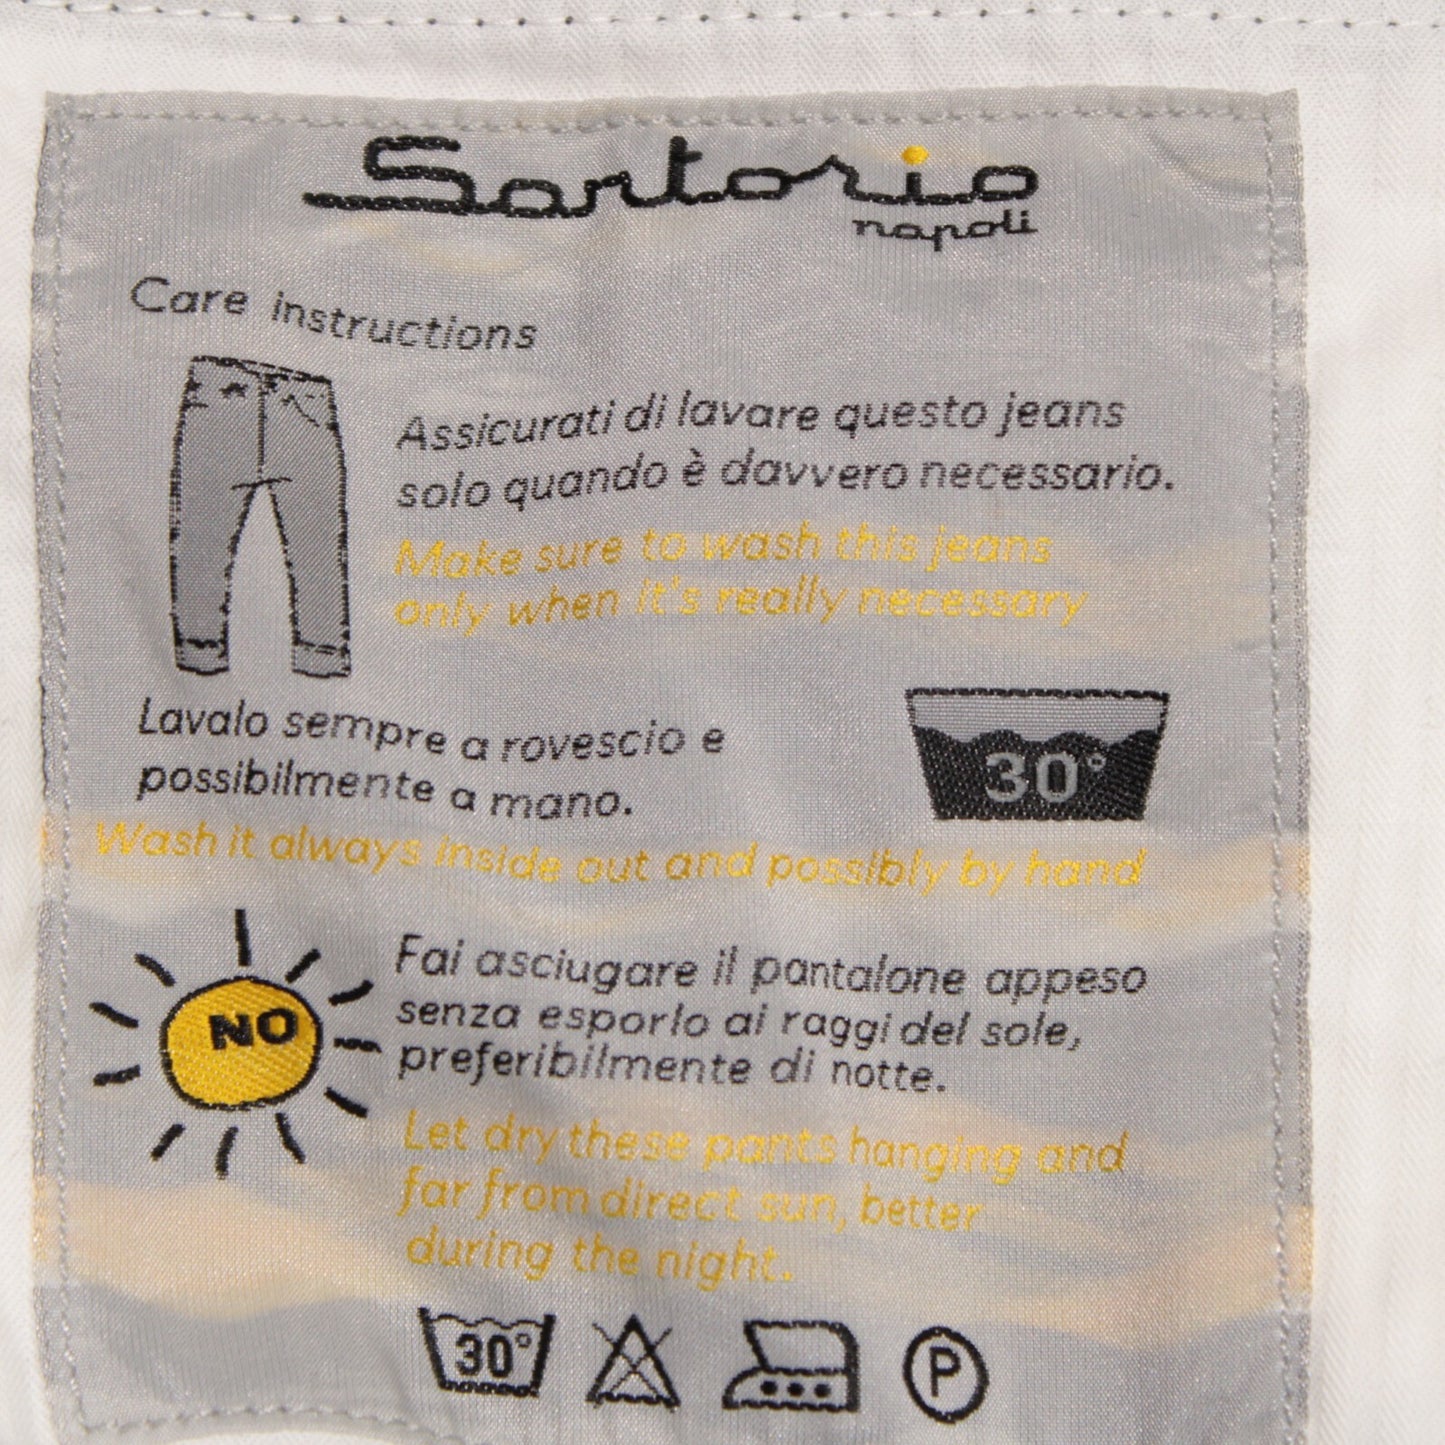 Sartorio
napoli
Care instructions
Assicurati di lavare questo jeans
solo quando è davvero necessario.
Make sure to wash this jeans
only when it's really necessary
Lavalo sempre a rovescio e
possibilmente a mano.
30°
Wash it always inside out and possibly by hand
NO
Fai asciugare il pantalone appeso
senza esporlo ai raggi del sole,
preferibilmente di notte.
Let dry these pants hanging and
far from direct sun, better
during the night.
30° P